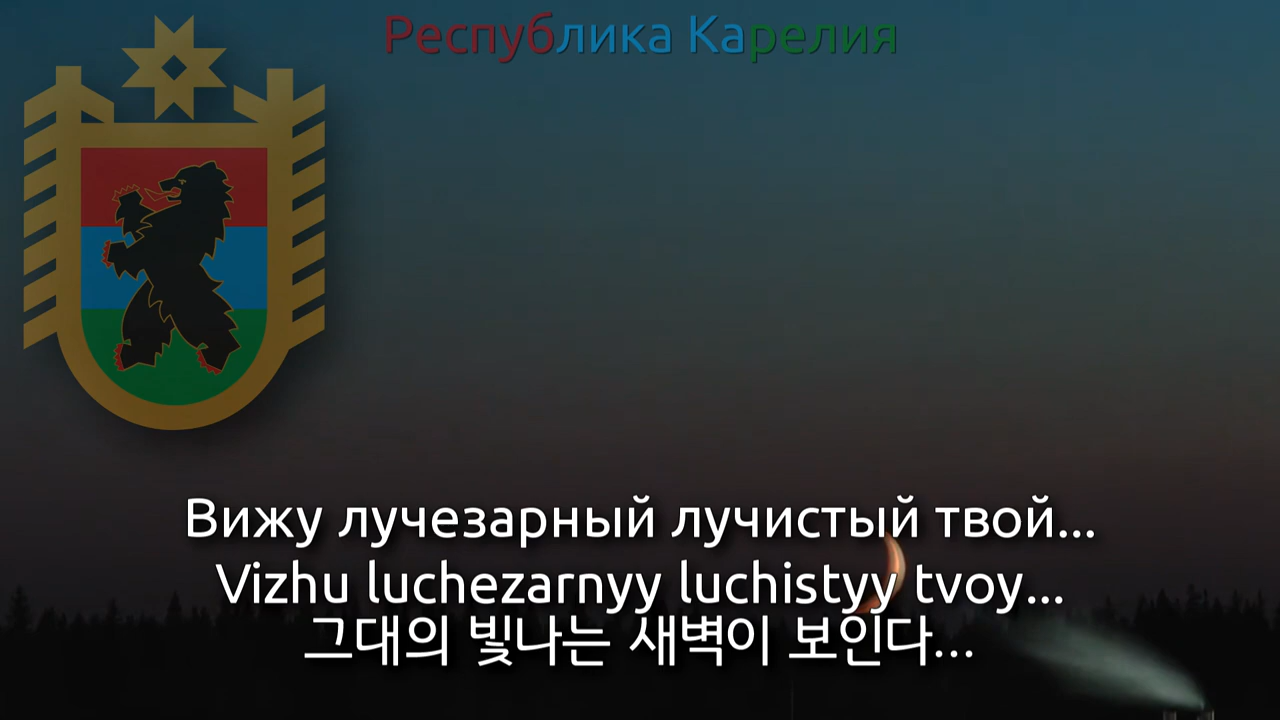 Республика Карелия
Вижу лучезарный лучистый твой...
Vizhu luchezarnyy luchistyy tvoy...
그대의 빛나는 새벽이 보인다...